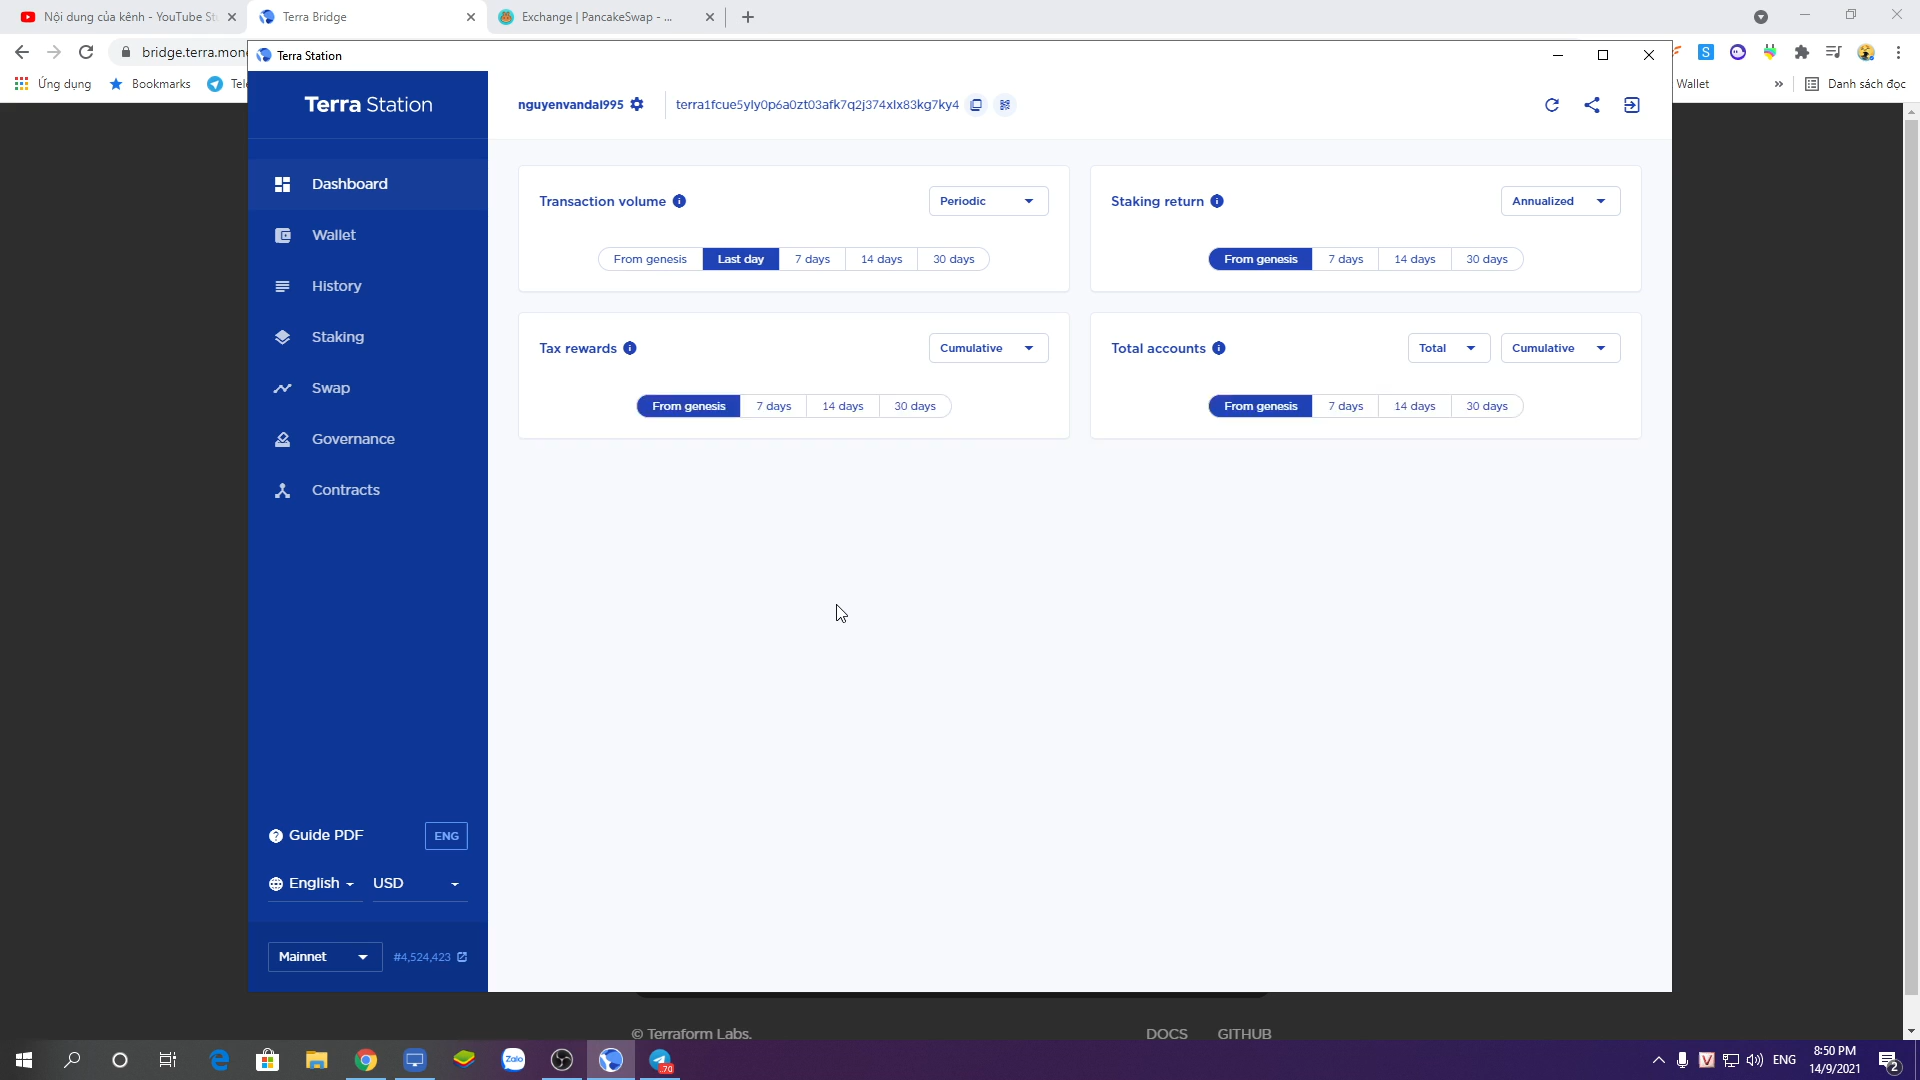 Nội dung của kênh - YouTube St
Terra Bridge
Exchange | PancakeSwap - ...
bridge.terra.mon
Terra Station
S
Ứng dụng
Bookmarks
Tele
Wallet
»
Danh sách đọc
Terra Station
nguyenvandai995
terra1fcue5yly0p6a0zt03afk7q2j374xlx83kg7ky4
Dashboard
Wallet
History
Staking
Swap
Governance
Contracts
Transaction volume
Periodic
From genesis
Last day
7 days
14 days
30 days
Staking return
Annualized
From genesis
7 days
14 days
30 days
Tax rewards
Cumulative
From genesis
7 days
14 days
30 days
Total accounts
Total
Cumulative
From genesis
7 days
14 days
30 days
Guide PDF
ENG
English
USD
Mainnet
#4,524,423
© Terraform Labs.
DOCS
GITHUB
Zalo
70
V
ENG
8:50 PM
14/9/2021
2